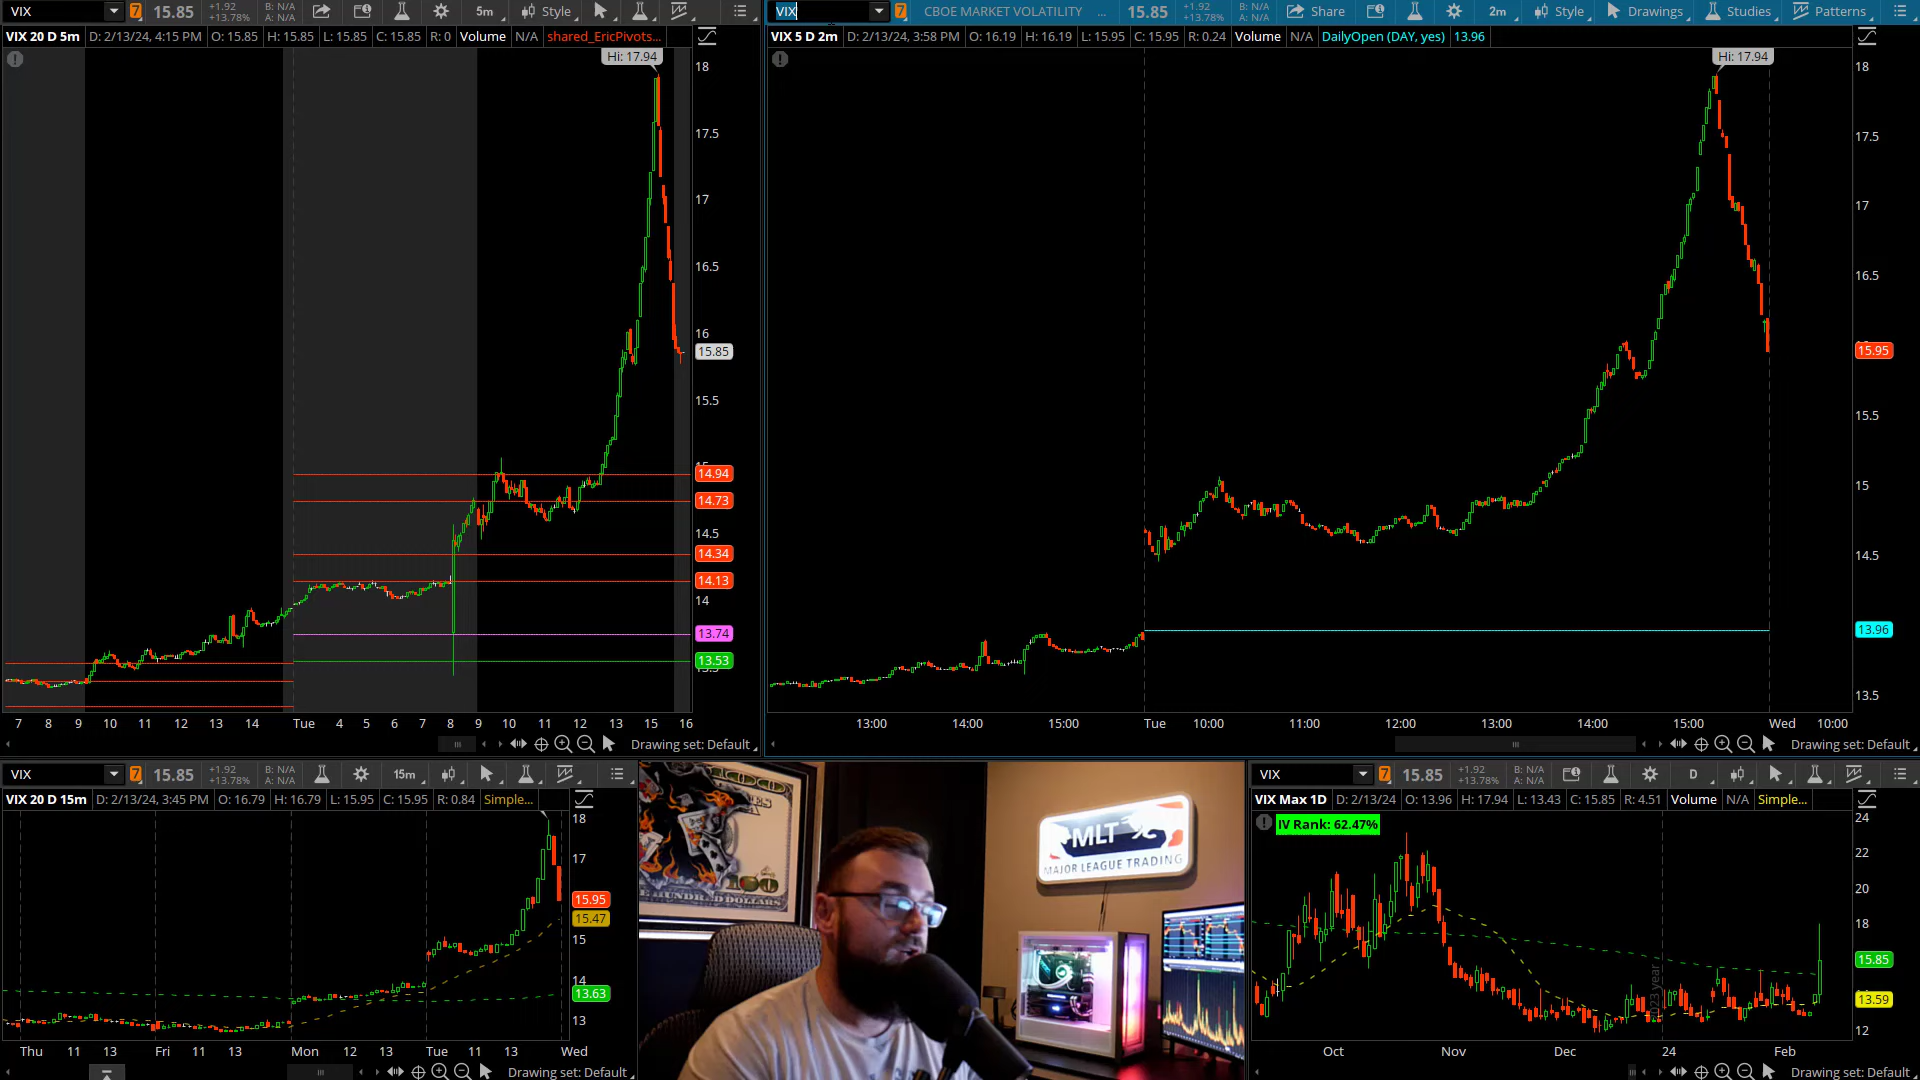 VIX 7 15.85 +1.92 +13.78% B: N/A A: N/A 5m Style
VIX 20 D 5m D: 2/13/24, 4:15 PM O: 15.85 H: 15.85 L: 15.85 C: 15.85 R: 0 Volume N/A shared_EricPivots...
Hi: 17.94
18
17.5
17
16.5
16
15.85
15.5
14.94
14.73
14.5
14.34
14.13
14
13.74
13.53
7 8 9 10 11 12 13 14 Tue 4 5 6 7 8 9 10 11 12 13 15 16
Drawing set: Default
VIX 7 CBOE MARKET VOLATILITY ... 15.85 +1.92 +13.78% B: N/A A: N/A Share 2m Style Drawings Studies Patterns
VIX 5 D 2m D: 2/13/24, 3:58 PM O: 16.19 H: 16.19 L: 15.95 C: 15.95 R: 0.24 Volume N/A DailyOpen (DAY, yes) 13.96
Hi: 17.94
18
17.5
17
16.5
15.95
15.5
15
14.5
13.96
13.5
13:00 14:00 15:00 Tue 10:00 11:00 12:00 13:00 14:00 15:00 Wed 10:00
Drawing set: Default
VIX 7 15.85 +1.92 +13.78% B: N/A A: N/A 15m
VIX 20 D 15m D: 2/13/24, 3:45 PM O: 16.79 H: 16.79 L: 15.95 C: 15.95 R: 0.84 Simple...
18
17
15.95
15.47
15
14
13.63
13
Thu 11 13 Fri 11 13 Mon 12 13 Tue 11 13 Wed
Drawing set: Default
100
100
HUNDRED DOLLARS
MLT
MAJOR LEAGUE TRADING
VIX 7 15.85 +1.92 +13.78% B: N/A A: N/A D
VIX Max 1D D: 2/13/24 O: 13.96 H: 17.94 L: 13.43 C: 15.85 R: 4.51 Volume N/A Simple...
IV Rank: 62.47%
24
22
20
18
15.85
13.59
12
2023 year
Oct Nov Dec 24 Feb
Drawing set: Default